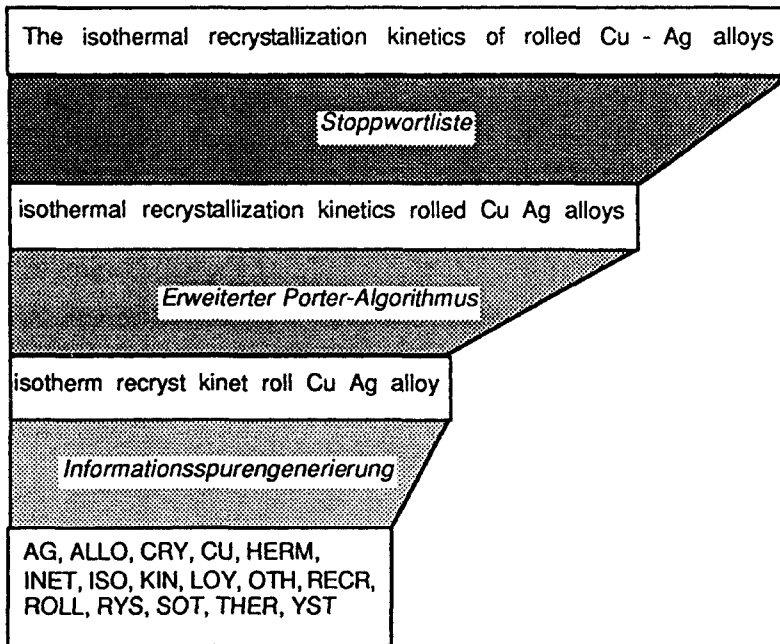 The isothermal recrystallization kinetics of rolled Cu - Ag alloys
Stoppwortliste
isothermal recrystallization kinetics rolled Cu Ag alloys
Erweiterter Porter-Algorithmus
isotherm recryst kinet roll Cu Ag alloy
Informationsspurengenerierung
AG, ALLO, CRY, CU, HERM,
INET, ISO, KIN, LOY, OTH, RECR,
ROLL, RYS, SOT, THER, YST